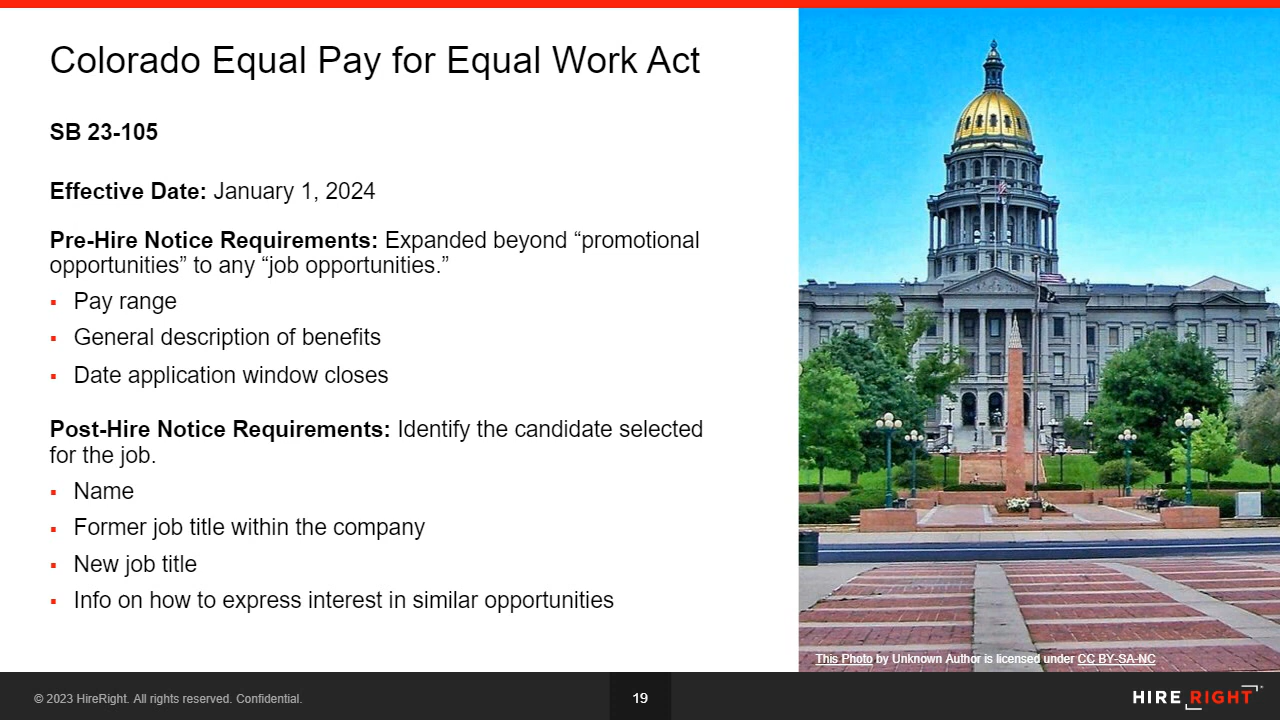 Colorado Equal Pay for Equal Work Act
SB 23-105
Effective Date: January 1, 2024
Pre-Hire Notice Requirements: Expanded beyond “promotional
opportunities” to any “job opportunities.”
▪ Pay range
▪ General description of benefits
▪ Date application window closes
Post-Hire Notice Requirements: Identify the candidate selected
for the job.
▪ Name
▪ Former job title within the company
▪ New job title
▪ Info on how to express interest in similar opportunities
This Photo by Unknown Author is licensed under CC BY-SA-NC
© 2023 HireRight. All rights reserved. Confidential.
19
HIRE RIGHT